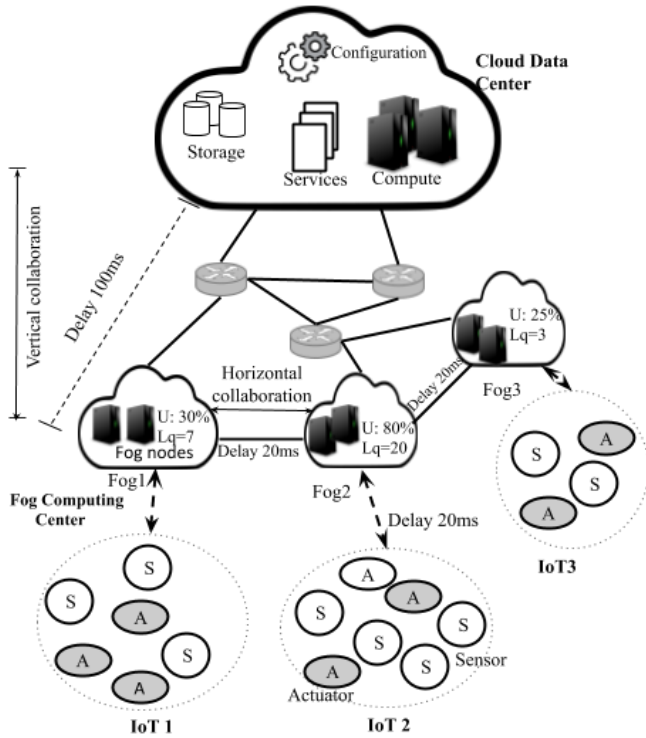 Configuration
Cloud Data
Center
Storage
Services
Compute
Vertical collaboration
Delay 100ms
U: 25%
Lq=3
Horizontal
collaboration
Delay 20ms
Fog3
U: 30%
Lq=7
Fog nodes
U: 80%
Lq=20
Delay 20ms
Fog1
Fog2
Fog Computing
Center
Delay 20ms
A
S
S
A
IoT3
S
S
A
S
A
A
IoT 1
A
A
S
S
S
S
A
Sensor
Actuator
IoT 2